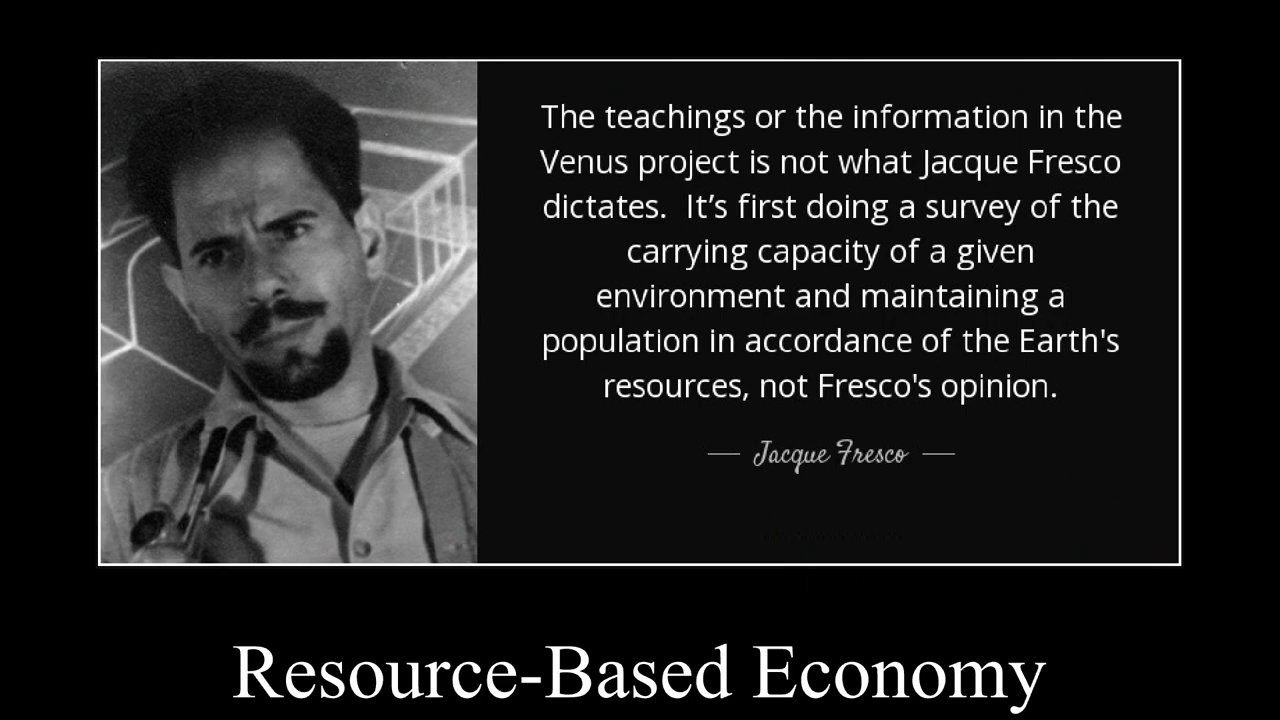 The teachings or the information in the
Venus project is not what Jacque Fresco
dictates.  It’s first doing a survey of the
carrying capacity of a given
environment and maintaining a
population in accordance of the Earth's
resources, not Fresco's opinion.
— Jacque Fresco —
Resource-Based Economy